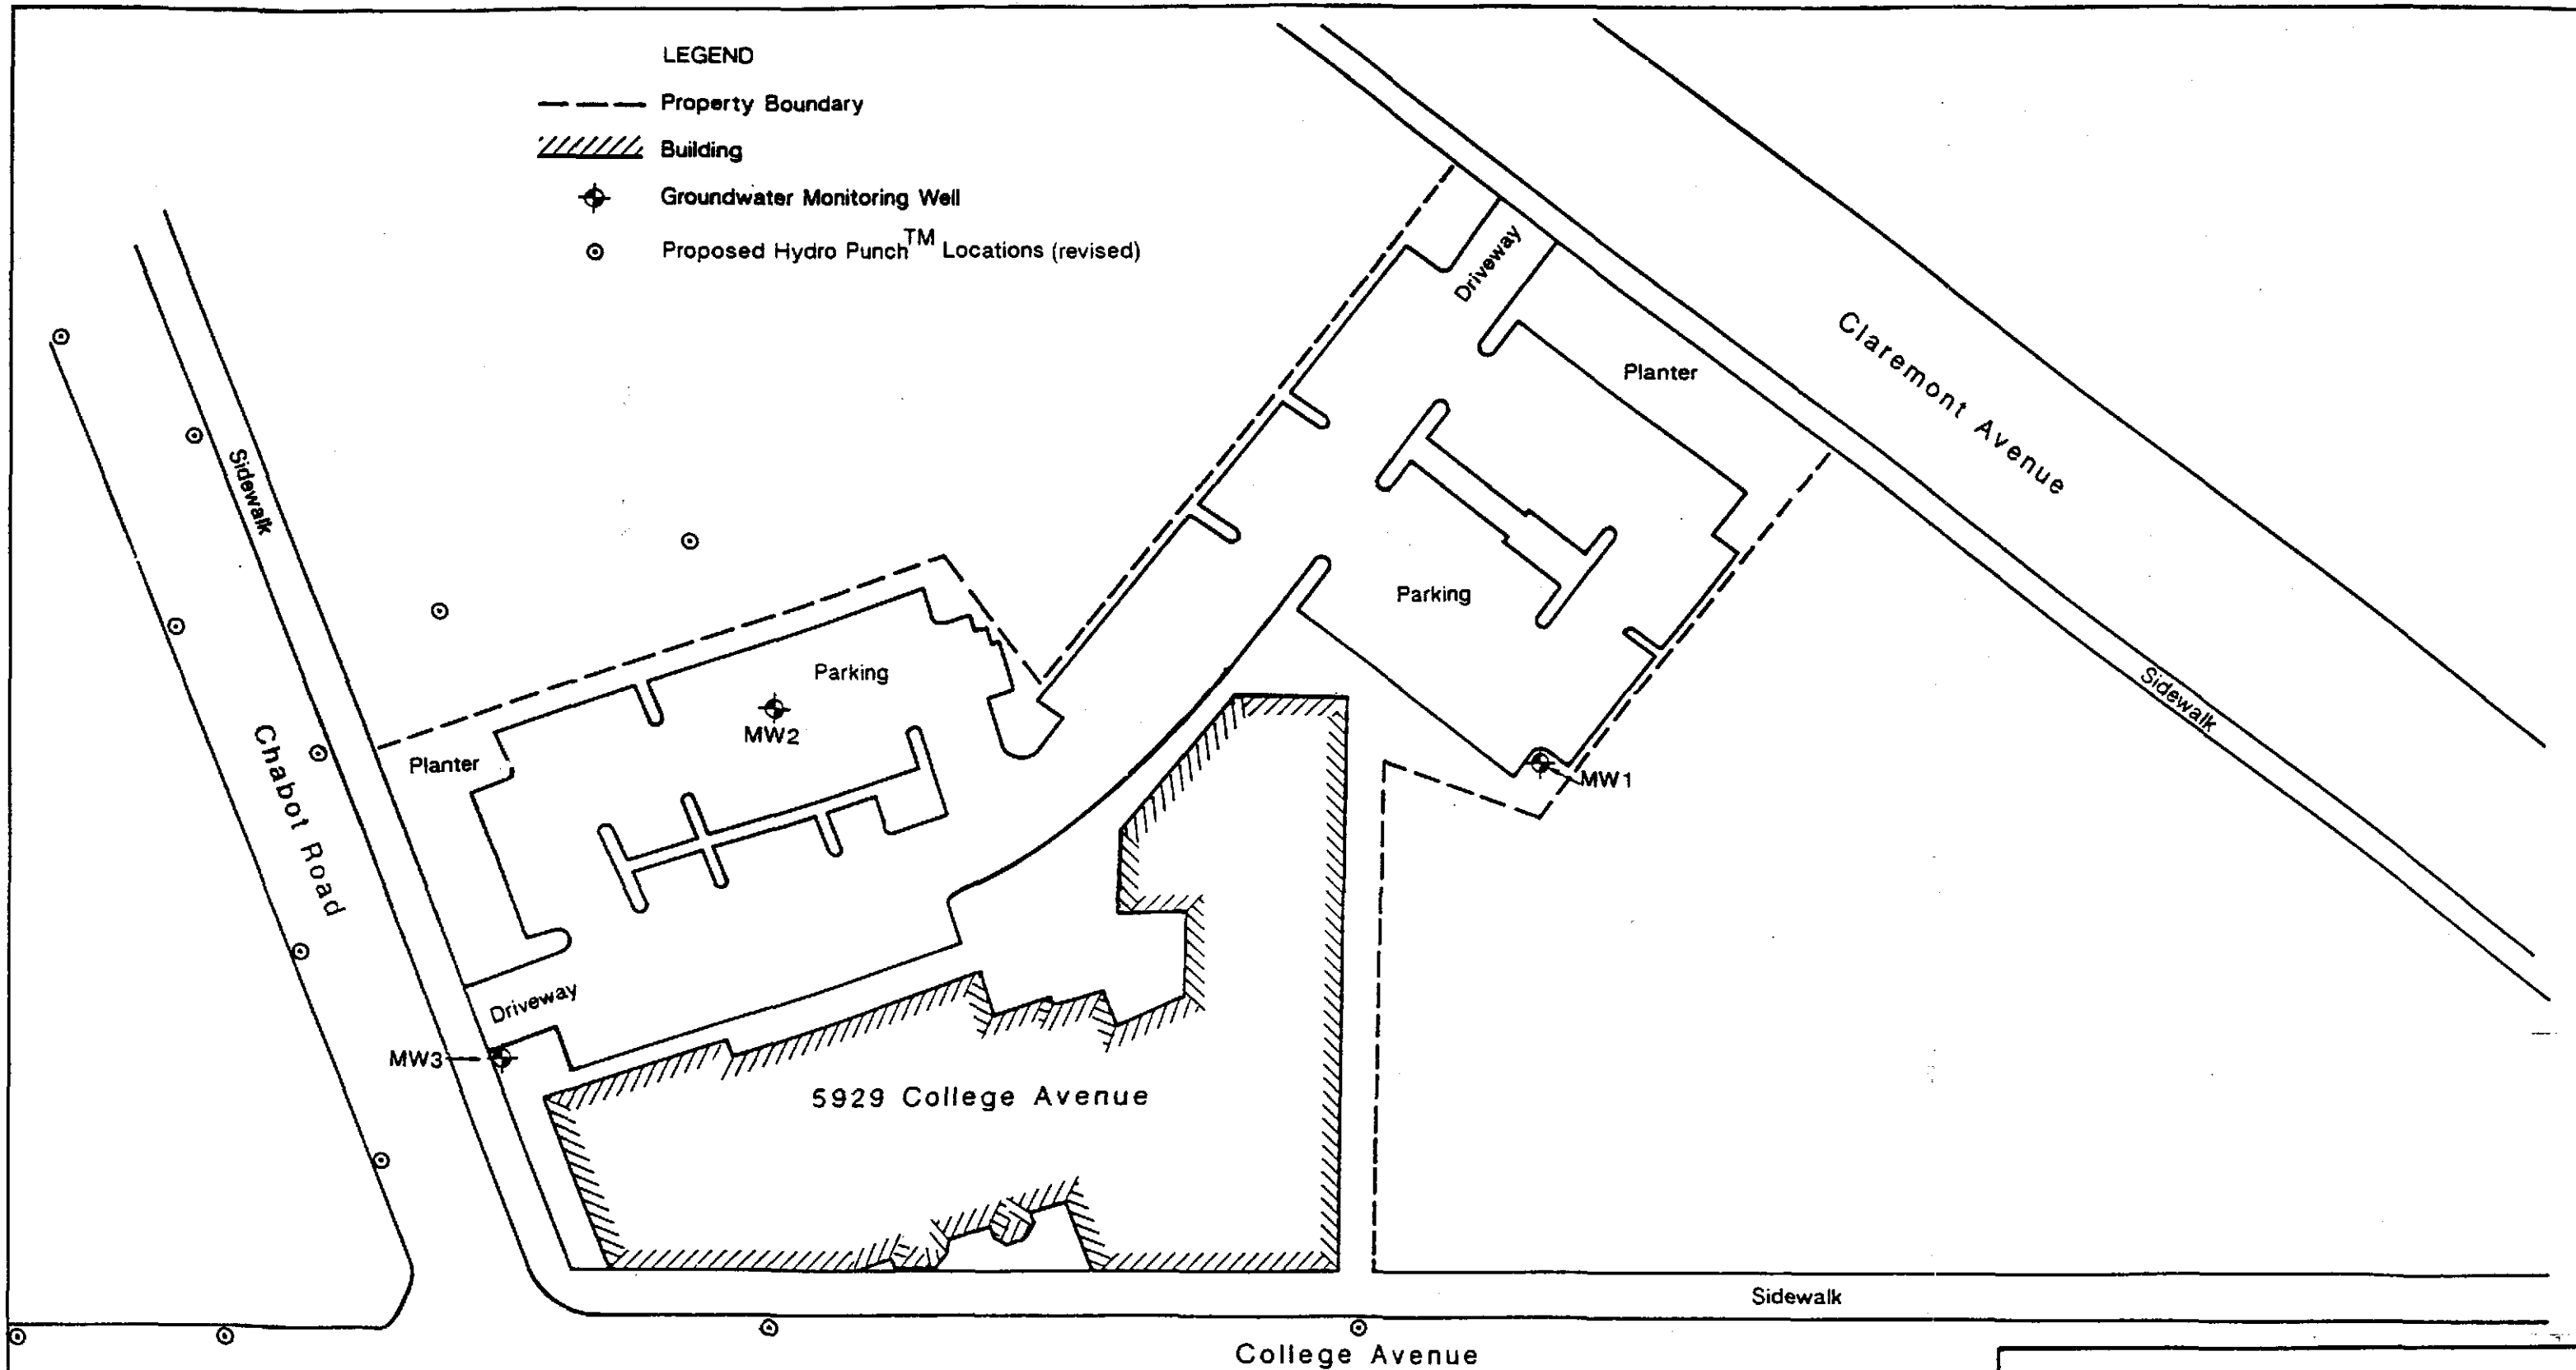 LEGEND
Property Boundary
Building
Groundwater Monitoring Well
Proposed Hydro Punch™ Locations (revised)
Driveway
Planter
Claremont Avenue
Sidewalk
Parking
Sidewalk
Parking
MW2
MW1
Planter
Chabot Road
Driveway
MW3
5929 College Avenue
Sidewalk
College Avenue